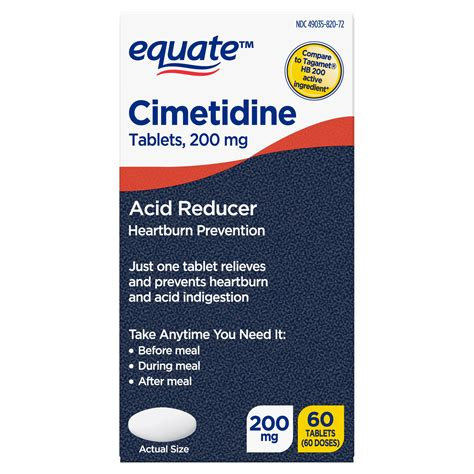 NDC 49035-820-72
equate™
Compare
to Tagamet®
HB 200
active
ingredient*
Cimetidine
Tablets, 200 mg
Acid Reducer
Heartburn Prevention
Just one tablet relieves
and prevents heartburn
and acid indigestion
Take Anytime You Need It:
• Before meal
• During meal
• After meal
Actual Size
200
mg
60
TABLETS
(60 DOSES)